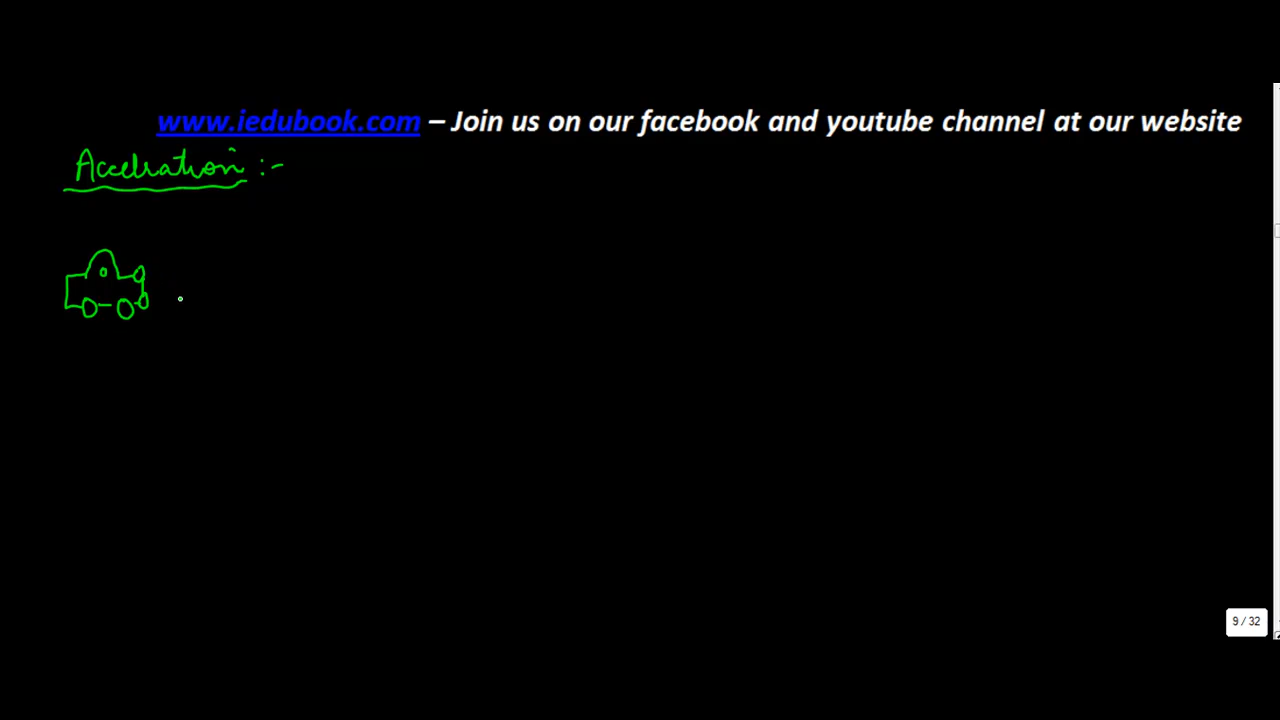 www.iedubook.com – Join us on our facebook and youtube channel at our website
Accelration :-
9 / 32